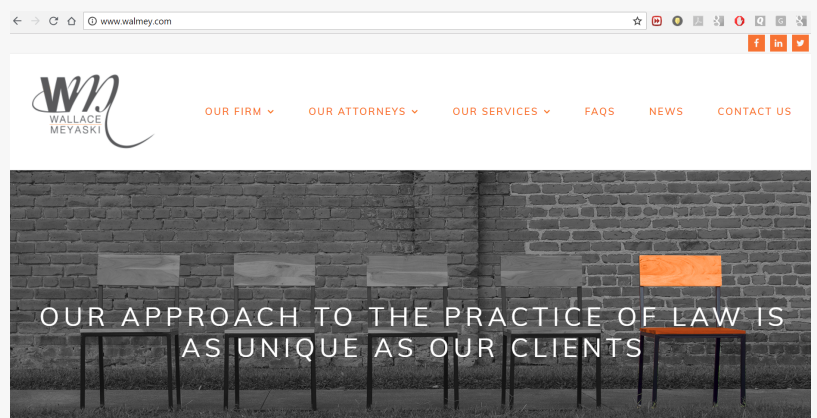 www.walmey.com
f in
WM
WALLACE
MEYASKI
OUR FIRM OUR ATTORNEYS OUR SERVICES FAQS NEWS CONTACT US
OUR APPROACH TO THE PRACTICE OF LAW IS
AS UNIQUE AS OUR CLIENTS